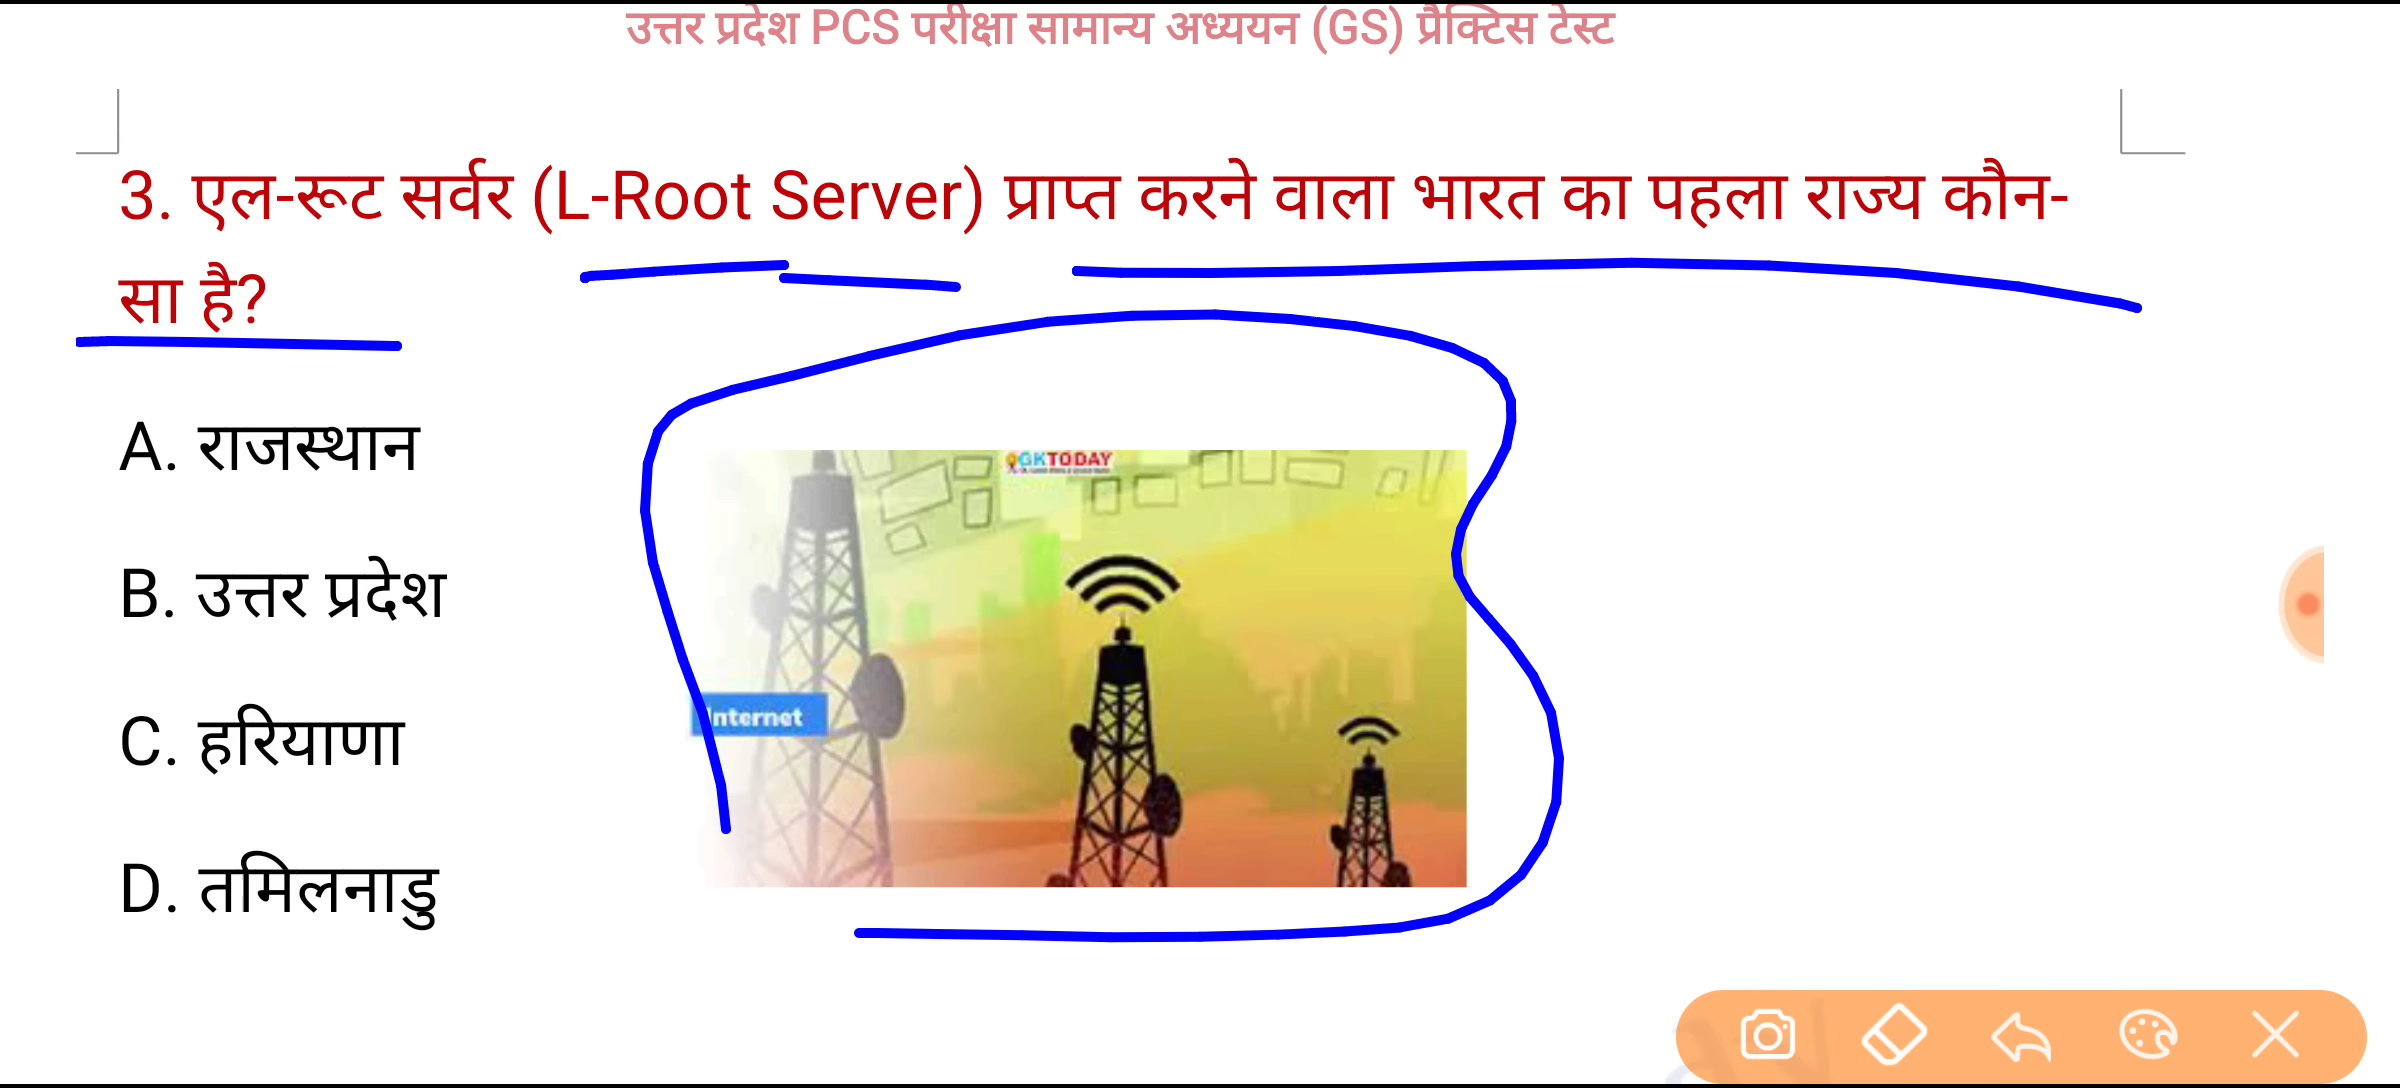 उत्तर प्रदेश PCS परीक्षा सामान्य अध्ययन (GS) प्रैक्टिस टेस्ट
3. एल-रूट सर्वर (L-Root Server) प्राप्त करने वाला भारत का पहला राज्य कौन-
सा है?
A. राजस्थान
GKTODAY
B. उत्तर प्रदेश
C. हरियाणा
Internet
D. तमिलनाडु